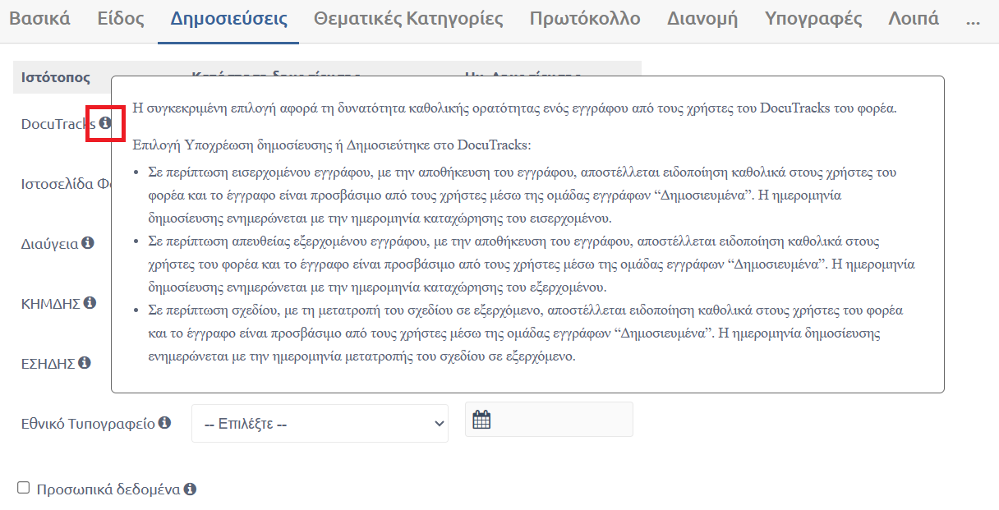 Βασικά Είδος Δημοσιεύσεις Θεματικές Κατηγορίες Πρωτόκολλο Διανομή Υπογραφές Λοιπά ...
Ιστότοπος Κατάσταση δημοσίευσης Ημ. Δημοσίευσης
Η συγκεκριμένη επιλογή αφορά τη δυνατότητα καθολικής ορατότητας ενός εγγράφου από τους χρήστες του DocuTracks του φορέα.
DocuTracks
Επιλογή Υποχρέωση δημοσίευσης ή Δημοσιεύτηκε στο DocuTracks:
• Σε περίπτωση εισερχομένου εγγράφου, με την αποθήκευση του εγγράφου, αποστέλλεται ειδοποίηση καθολικά στους χρήστες του
Ιστοσελίδα
φορέα και το έγγραφο είναι προσβάσιμο από τους χρήστες μέσω της ομάδας εγγράφων “Δημοσιευμένα”. Η ημερομηνία
δημοσίευσης ενημερώνεται με την ημερομηνία καταχώρησης του εισερχομένου.
Διαύγεια
• Σε περίπτωση απευθείας εξερχομένου εγγράφου, με την αποθήκευση του εγγράφου, αποστέλλεται ειδοποίηση καθολικά στους
χρήστες του φορέα και το έγγραφο είναι προσβάσιμο από τους χρήστες μέσω της ομάδας εγγράφων “Δημοσιευμένα”. Η ημερομηνία
δημοσίευσης ενημερώνεται με την ημερομηνία καταχώρησης του εξερχομένου.
ΚΗΜΔΗΣ
• Σε περίπτωση σχεδίου, με τη μετατροπή του σχεδίου σε εξερχόμενο, αποστέλλεται ειδοποίηση καθολικά στους χρήστες του φορέα
και το έγγραφο είναι προσβάσιμο από τους χρήστες μέσω της ομάδας εγγράφων “Δημοσιευμένα”. Η ημερομηνία δημοσίευσης
ενημερώνεται με την ημερομηνία μετατροπής του σχεδίου σε εξερχόμενο.
ΕΣΗΔΗΣ
Εθνικό Τυπογραφείο -- Επιλέξτε --
Προσωπικά δεδομένα